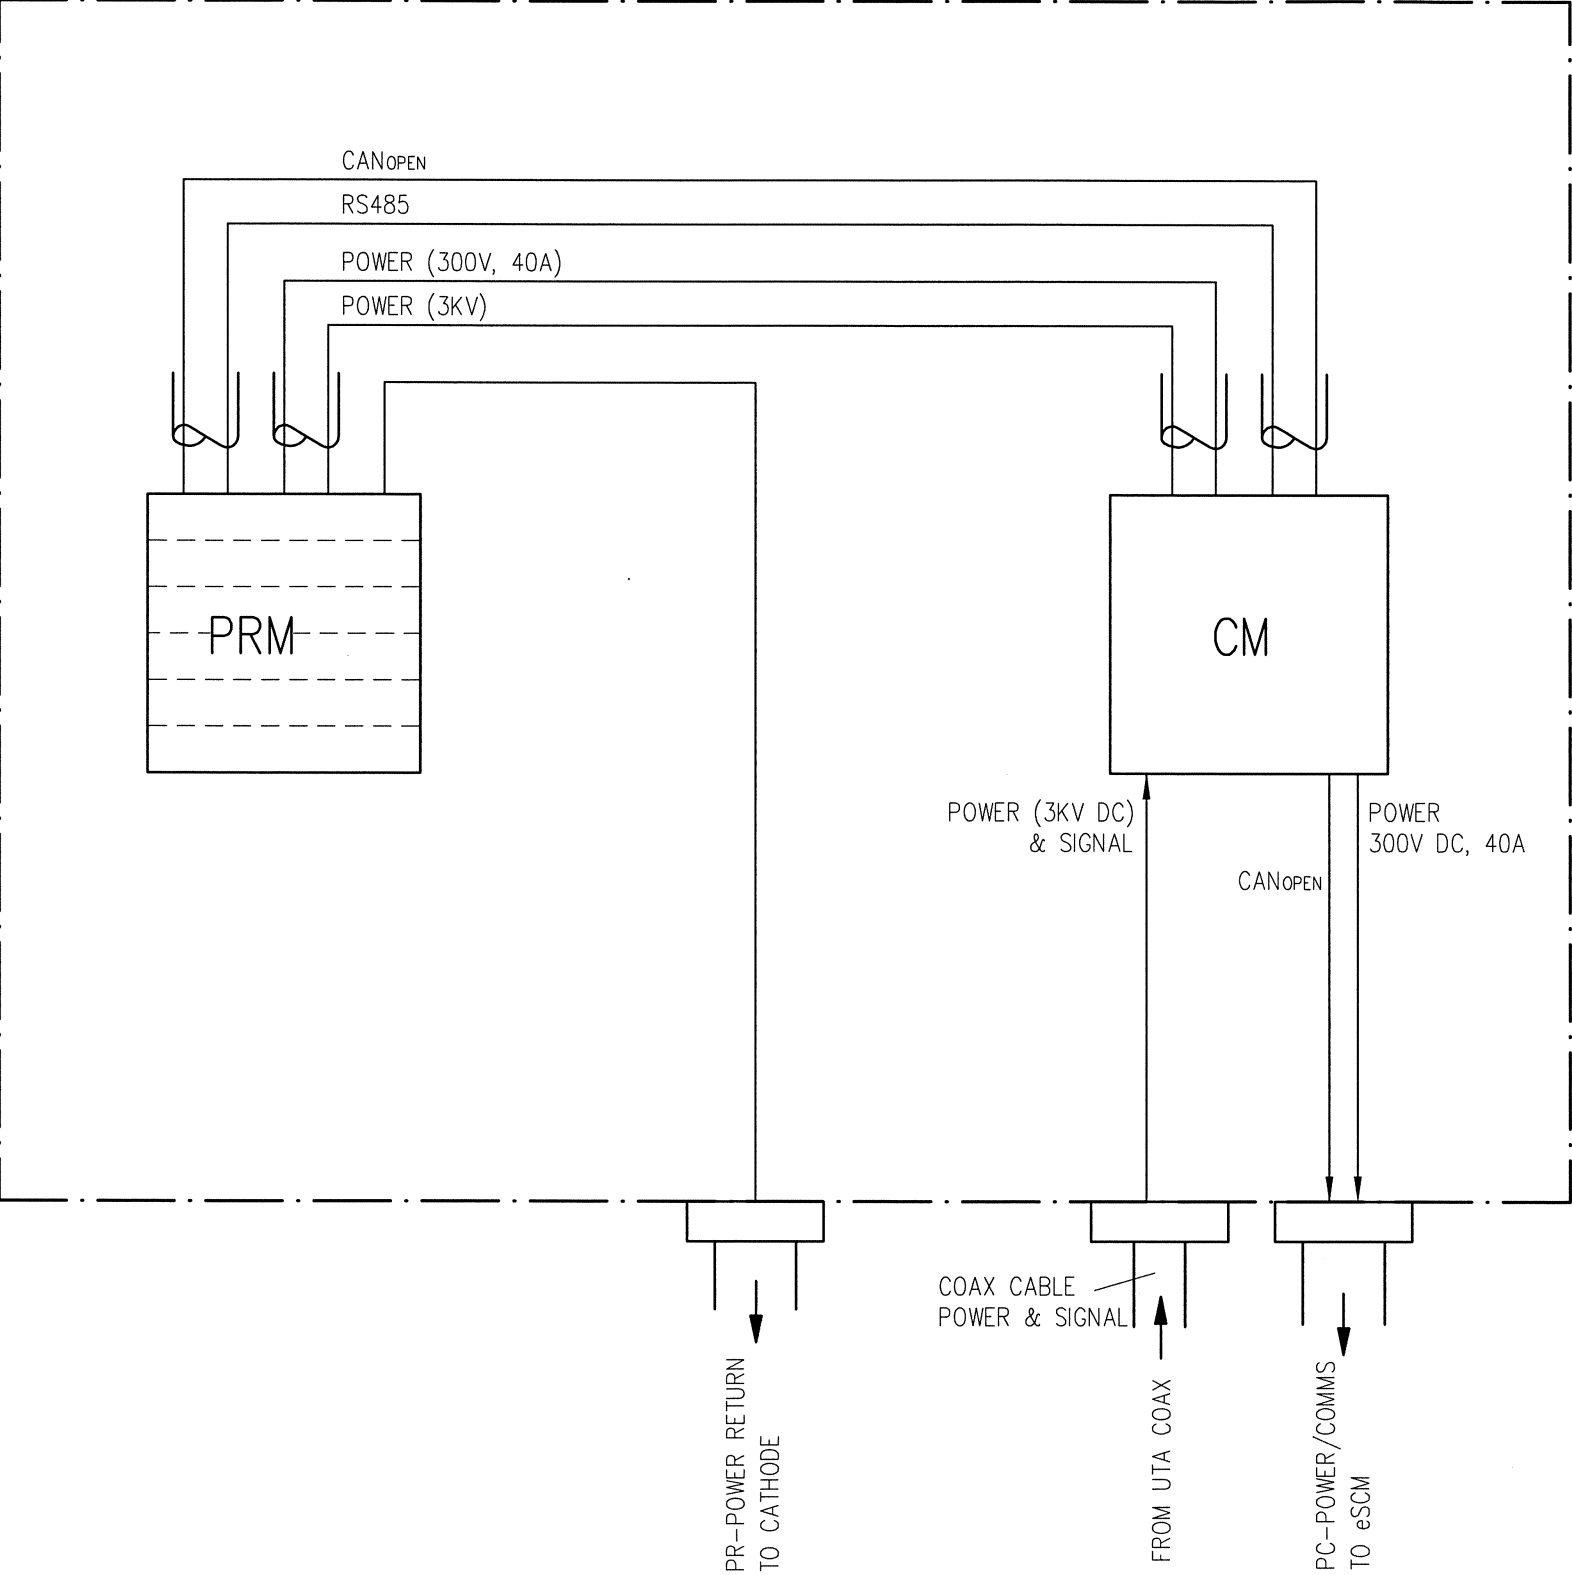 CANOPEN
RS485
POWER (300V, 40A)
POWER (3KV)
PRM
CM
POWER (3KV DC)
& SIGNAL
POWER
300V DC, 40A
CANOPEN
COAX CABLE
POWER & SIGNAL
PR-POWER RETURN
TO CATHODE
FROM UTA COAX
PC-POWER/COMMS
TO eSCM